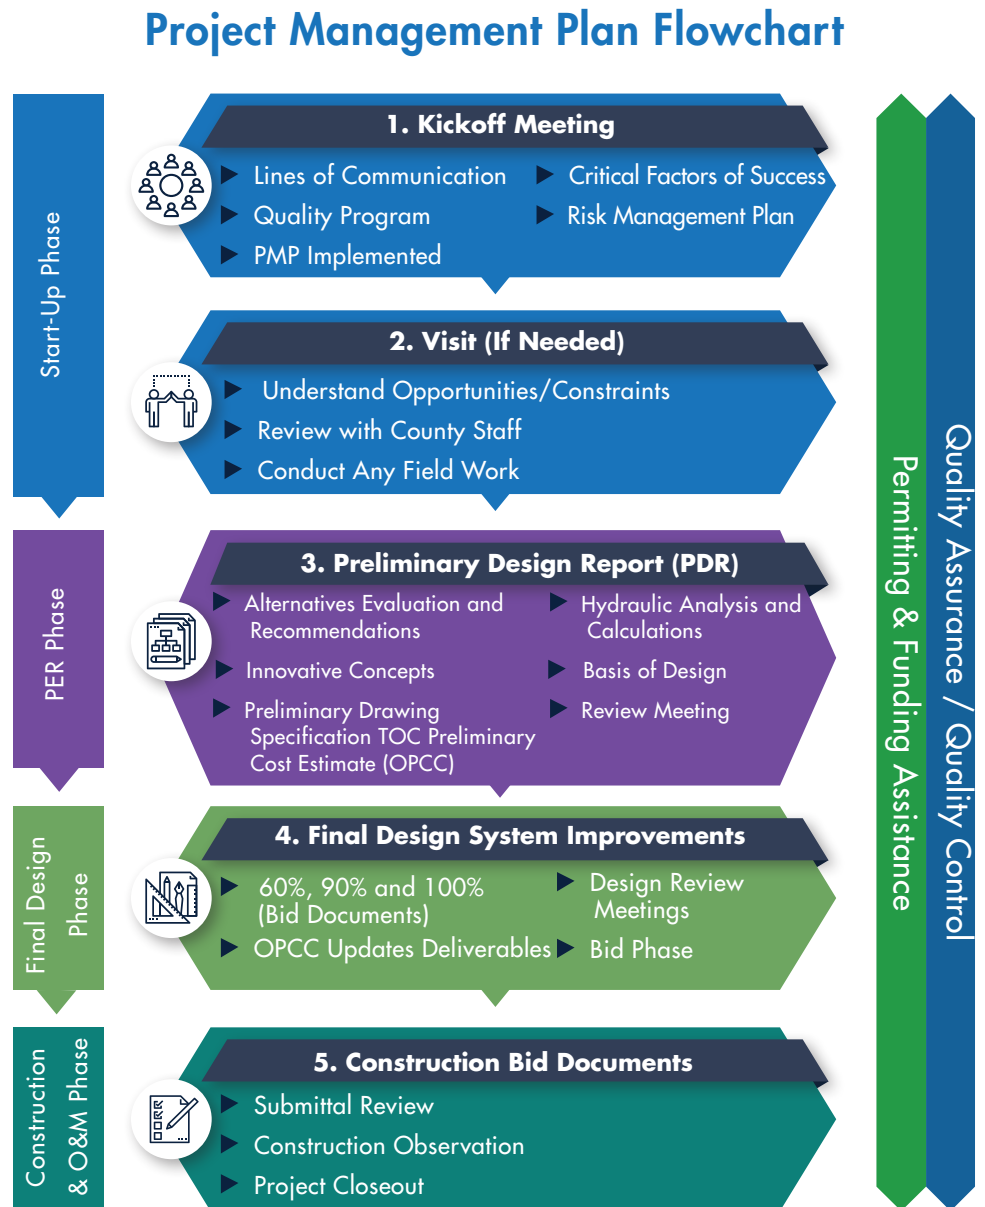 Project Management Plan Flowchart
Start-Up Phase
1. Kickoff Meeting
Lines of Communication
Quality Program
PMP Implemented
Critical Factors of Success
Risk Management Plan
2. Visit (If Needed)
Understand Opportunities/Constraints
Review with County Staff
Conduct Any Field Work
PER Phase
3. Preliminary Design Report (PDR)
Alternatives Evaluation and
Recommendations
Innovative Concepts
Preliminary Drawing
Specification TOC Preliminary
Cost Estimate (OPCC)
Hydraulic Analysis and
Calculations
Basis of Design
Review Meeting
Final Design
Phase
4. Final Design System Improvements
60%, 90% and 100%
(Bid Documents)
OPCC Updates Deliverables
Design Review
Meetings
Bid Phase
Construction
& O&M Phase
5. Construction Bid Documents
Submittal Review
Construction Observation
Project Closeout
Permitting & Funding Assistance
Quality Assurance / Quality Control